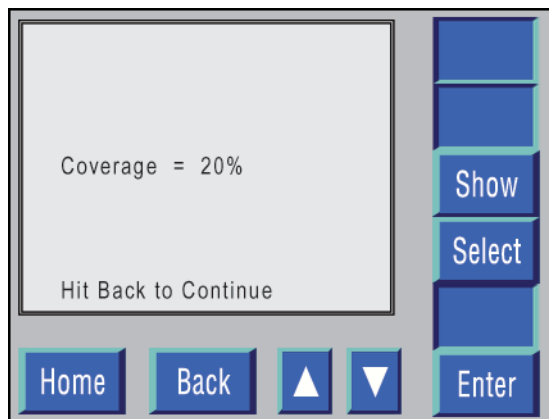 Coverage = 20%
Hit Back to Continue
Show
Select
Home Back Enter